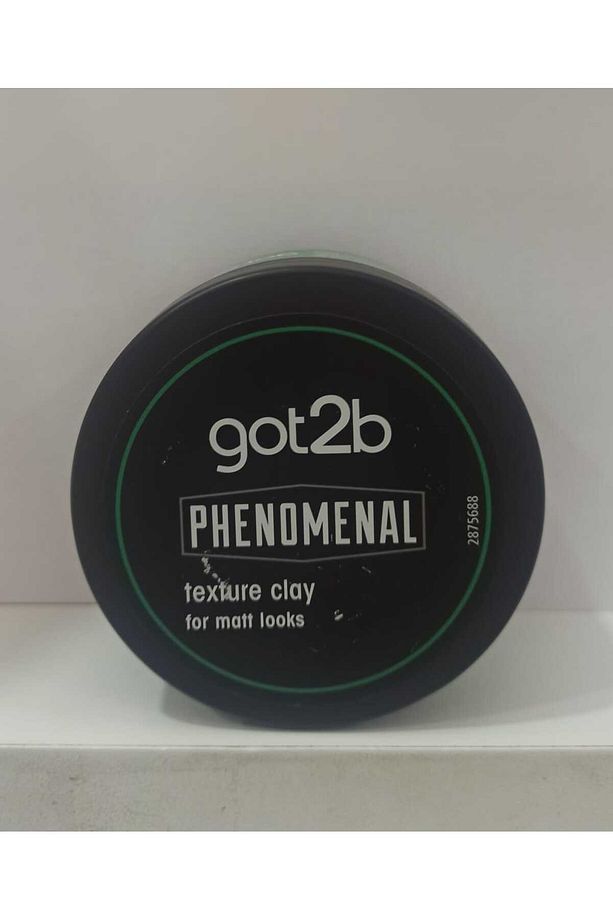 got2b
PHENOMENAL
texture clay
for matt looks
2875688